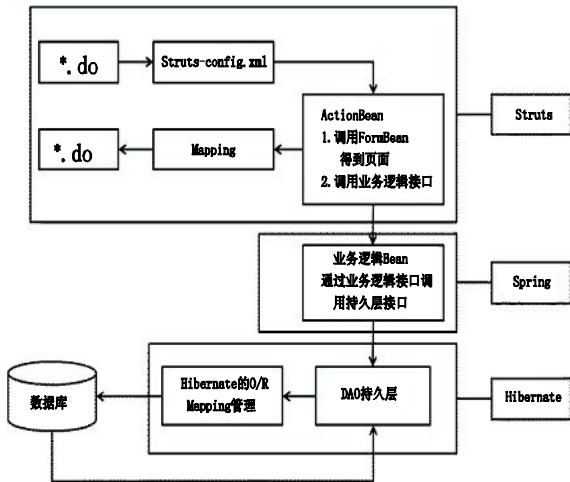 *.do
Struts-config.xml
*.do
Mapping
ActionBean
1.调用FormBean
得到页面
2.调用业务逻辑接口
Struts
业务逻辑Bean
通过业务逻辑接口调
用持久层接口
Spring
数据库
Hibernate的O/R
Mapping管理
DAO持久层
Hibernate